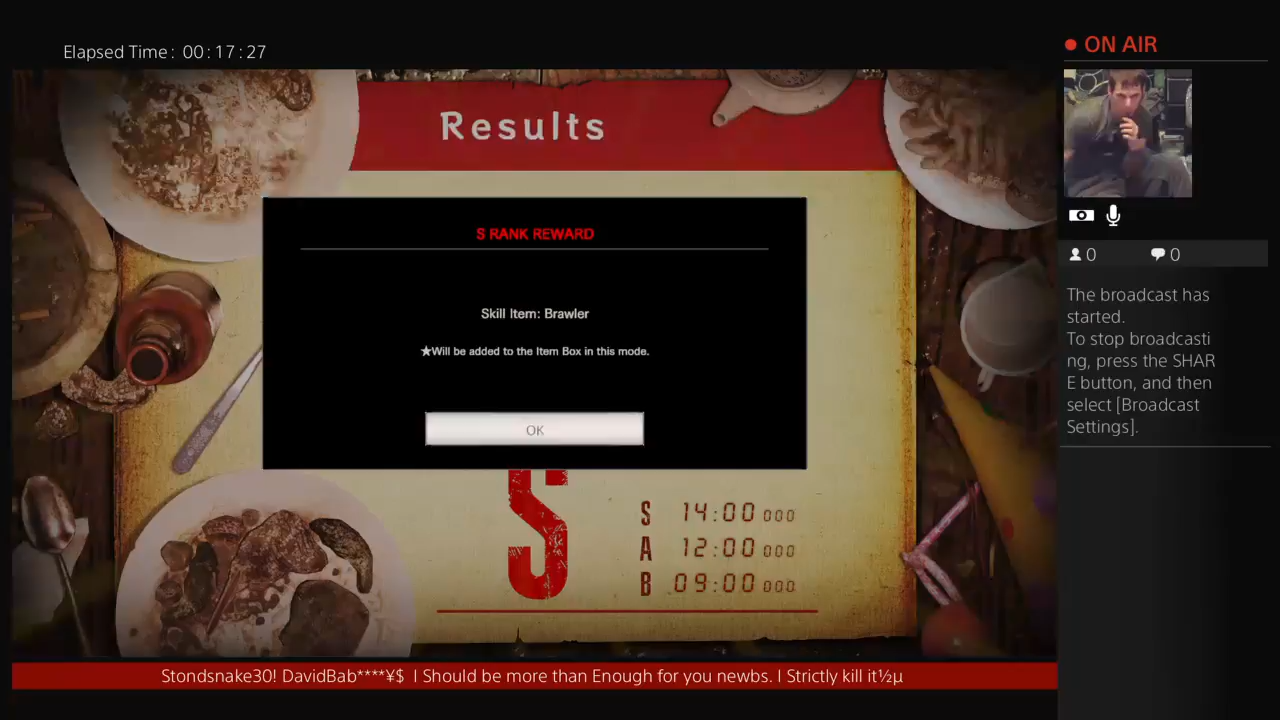 Elapsed Time: 00:17:27
ON AIR
Results
S RANK REWARD
Skill Item: Brawler
★Will be added to the Item Box in this mode.
OK
S
S 14:00 000
A 12:00 000
B 09:00 000
0 0
The broadcast has
started.
To stop broadcasti
ng, press the SHAR
E button, and then
select [Broadcast
Settings].
Stondsnake30! DavidBab****¥$ I Should be more than Enough for you newbs. I Strictly kill it½µ